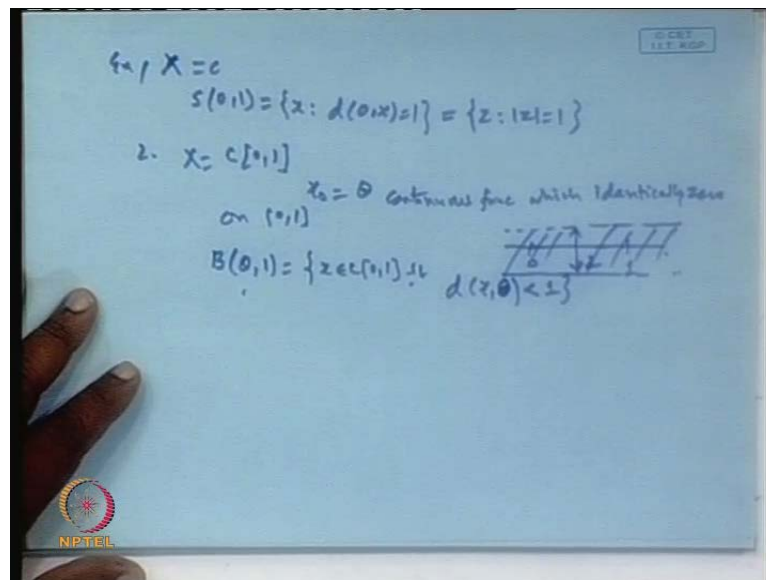 © CET
I.I.T. KGP
Ex, X = C
S(0,1) = {z : d(0,z)=1} = {z : |z|=1}
2. X = C[0,1]
x₀ = θ continuous func which identically zero
on [0,1]
B(θ,1) = {x ∈ C[0,1] s.t. d(x,θ) < 1}
0 1
NPTEL